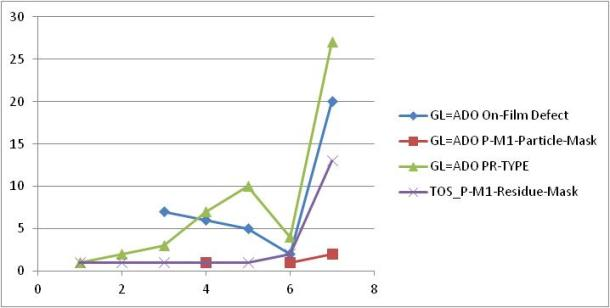 30
25
20
15
10
5
0
0 2 4 6 8
GL=ADO On-Film Defect
GL=ADO P-M1-Particle-Mask
GL=ADO PR-TYPE
TOS_P-M1-Residue-Mask